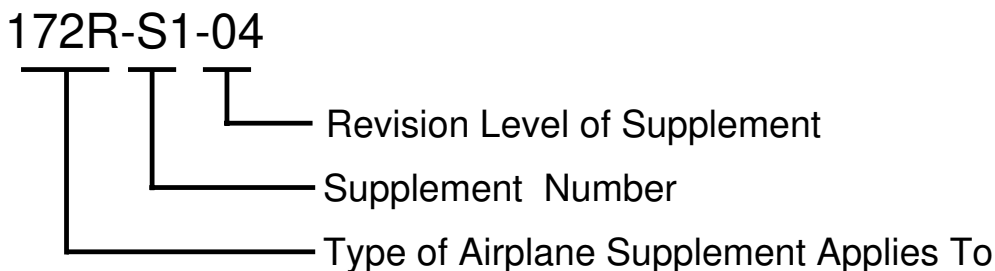 172R-S1-04
Revision Level of Supplement
Supplement Number
Type of Airplane Supplement Applies To